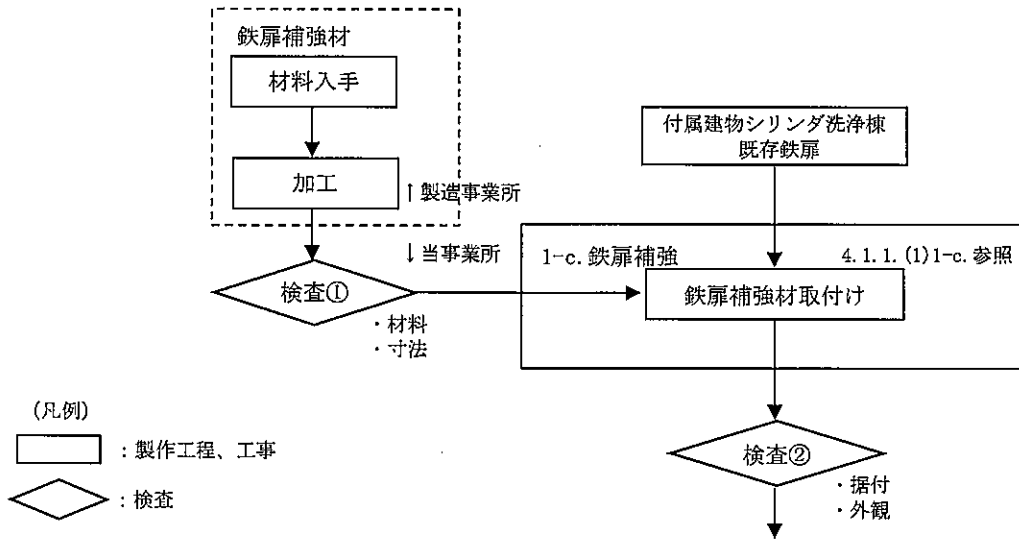 鉄扉補強材
材料入手
加工
↑製造事業所
↓当事業所
検査①
・材料
・寸法
付属建物シリンダ洗浄棟
既存鉄扉
1-c. 鉄扉補強
4.1.1.(1)1-c. 参照
鉄扉補強材取付け
検査②
・据付
・外観
(凡例)
：製作工程、工事
：検査